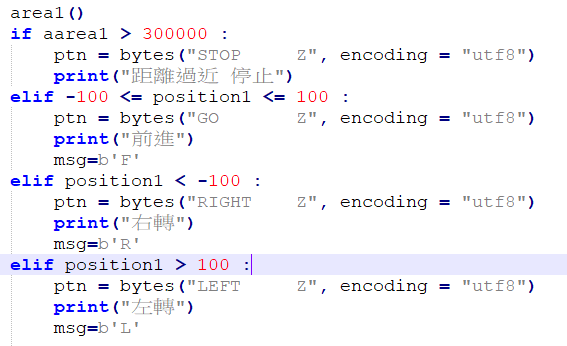 area1()
if aarea1 > 300000 :
    ptn = bytes("STOP     Z", encoding = "utf8")
    print("距離過近 停止")
elif -100 <= position1 <= 100 :
    ptn = bytes("GO       Z", encoding = "utf8")
    print("前進")
    msg=b'F'
elif position1 < -100 :
    ptn = bytes("RIGHT    Z", encoding = "utf8")
    print("右轉")
    msg=b'R'
elif position1 > 100 :
    ptn = bytes("LEFT     Z", encoding = "utf8")
    print("左轉")
    msg=b'L'